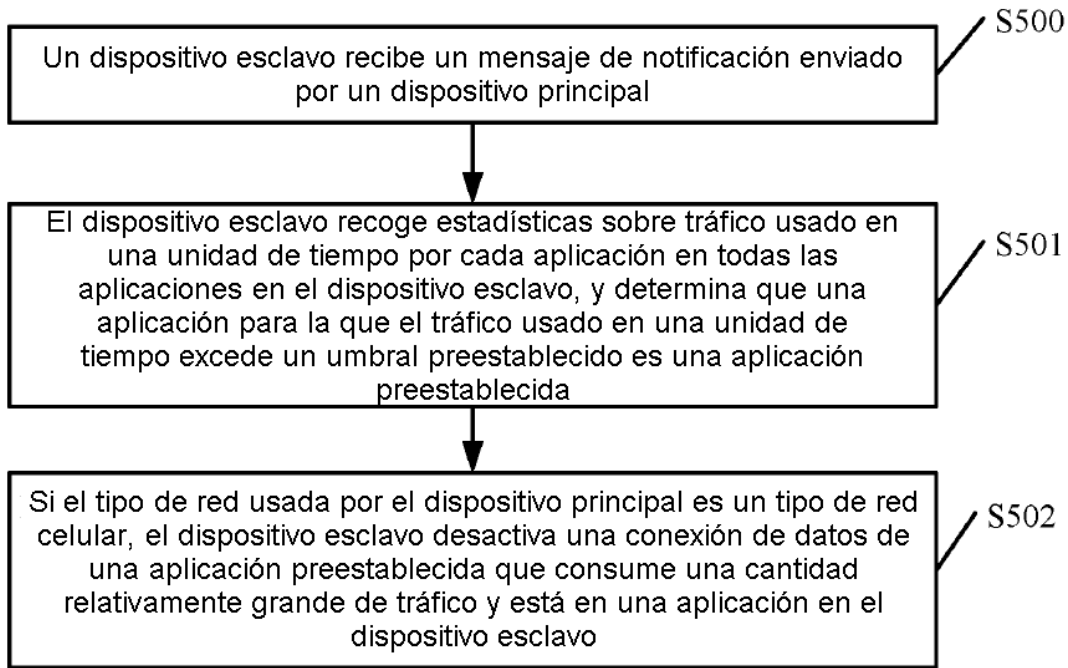 S500
Un dispositivo esclavo recibe un mensaje de notificación enviado
por un dispositivo principal
El dispositivo esclavo recoge estadísticas sobre tráfico usado en
una unidad de tiempo por cada aplicación en todas las
aplicaciones en el dispositivo esclavo, y determina que una
aplicación para la que el tráfico usado en una unidad de
tiempo excede un umbral preestablecido es una aplicación
preestablecida
S501
Si el tipo de red usada por el dispositivo principal es un tipo de red
celular, el dispositivo esclavo desactiva una conexión de datos de
una aplicación preestablecida que consume una cantidad
relativamente grande de tráfico y está en una aplicación en el
dispositivo esclavo
S502